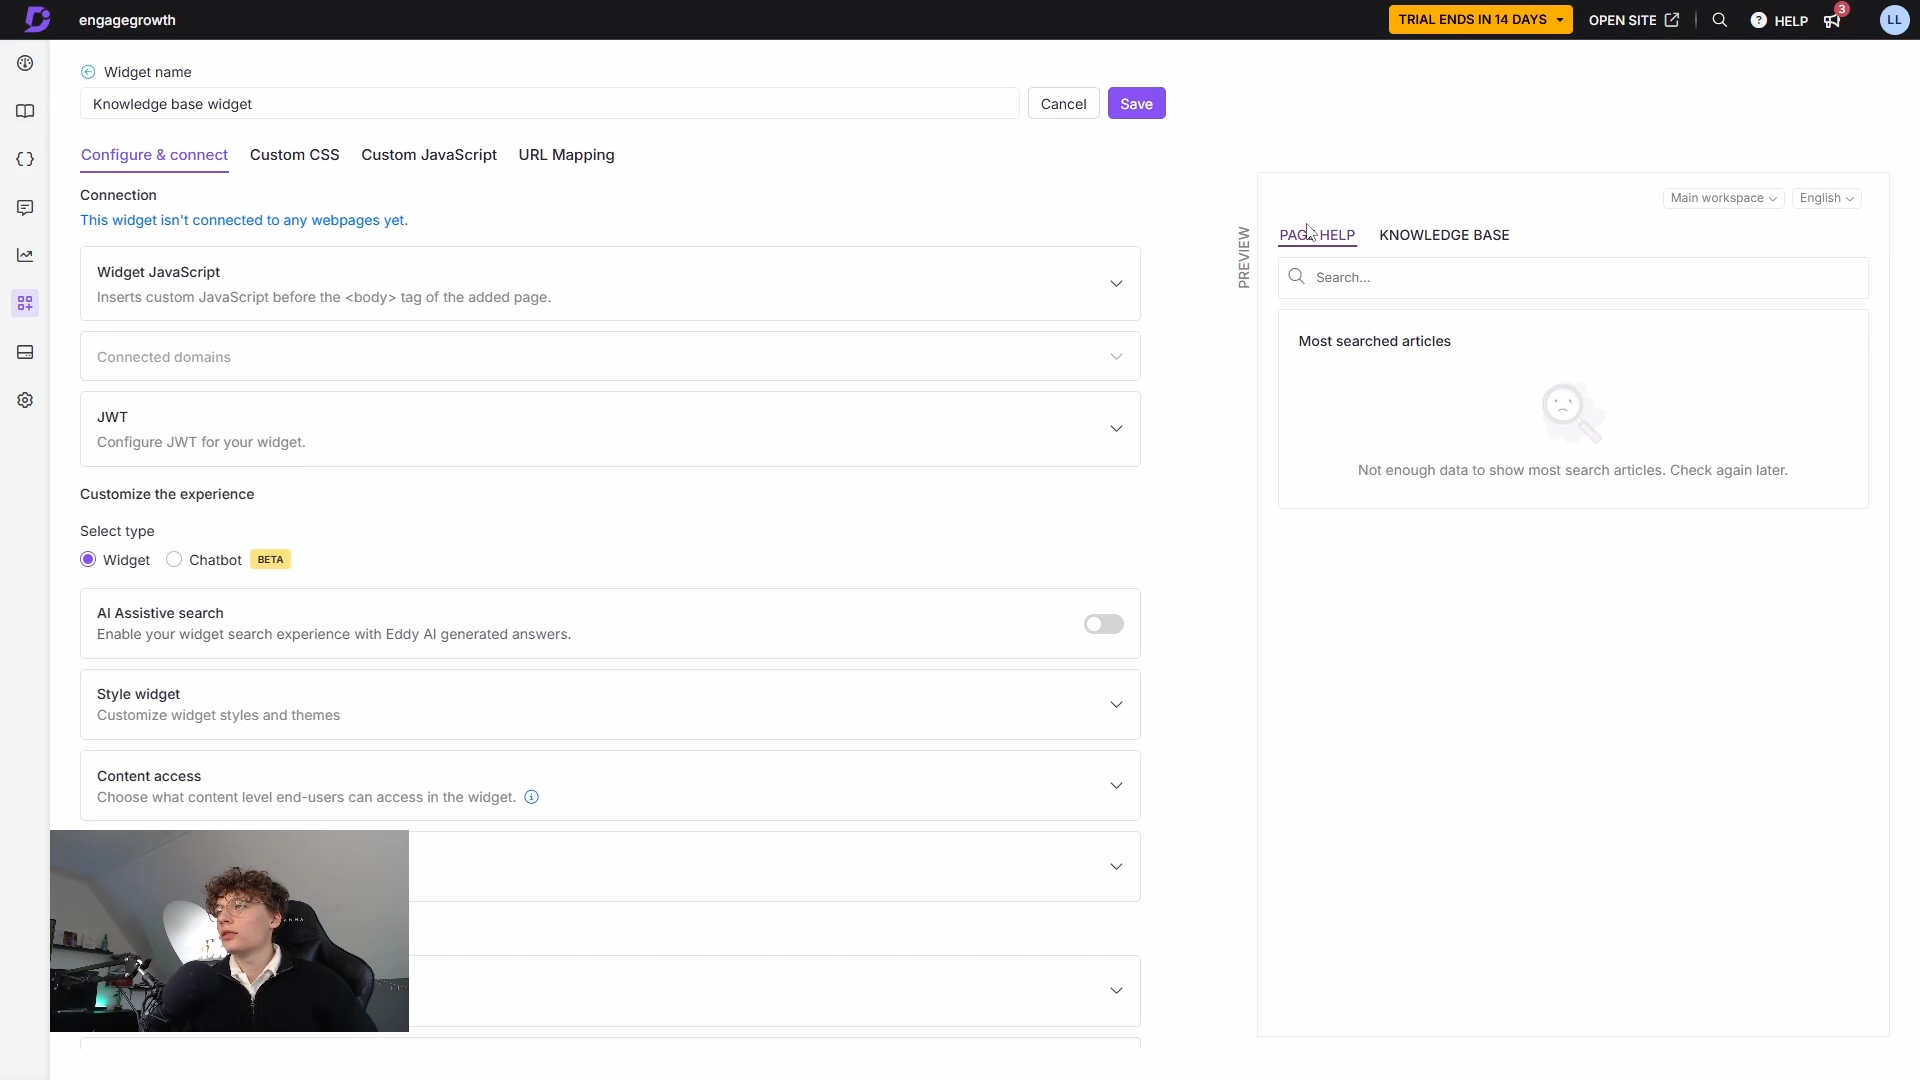 engagegrowth
TRIAL ENDS IN 14 DAYS
OPEN SITE
HELP
3
LL
Widget name
Knowledge base widget
Cancel
Save
Configure & connect
Custom CSS
Custom JavaScript
URL Mapping
Connection
This widget isn't connected to any webpages yet.
Widget JavaScript
Inserts custom JavaScript before the <body> tag of the added page.
Connected domains
JWT
Configure JWT for your widget.
Customize the experience
Select type
Widget
Chatbot
BETA
AI Assistive search
Enable your widget search experience with Eddy AI generated answers.
Style widget
Customize widget styles and themes
Content access
Choose what content level end-users can access in the widget.
PREVIEW
Main workspace
English
PAGE HELP
KNOWLEDGE BASE
Search...
Most searched articles
Not enough data to show most search articles. Check again later.